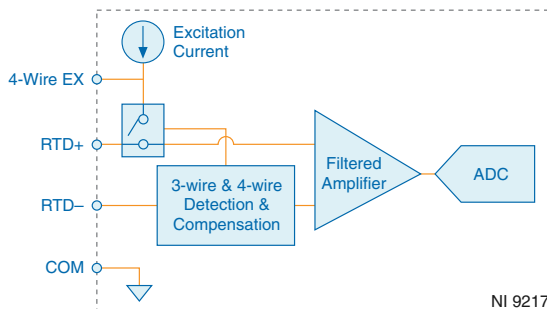 Excitation
Current
4-Wire EX
RTD+
RTD–
COM
3-wire & 4-wire
Detection &
Compensation
Filtered
Amplifier
ADC
NI 9217